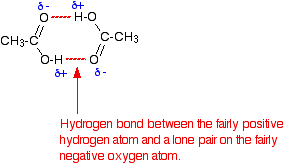 δ- δ+
O HO
CH₃-C C-CH₃
O-H O
δ+ δ-
Hydrogen bond between the fairly positive
hydrogen atom and a lone pair on the fairly
negative oxygen atom.